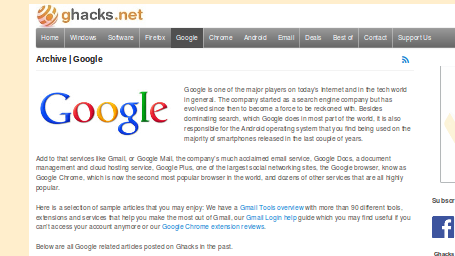 ghacks.net
Home Windows Software Firefox Google Chrome Android Email Deals Best of Contact Support Us
Archive | Google
Google
Google is one of the major players on today's Internet and in the tech world
in general. The company started as a search engine company but has
evolved since then to become a force to be reckoned with. Besides
dominating search, which Google does in most part of the world, it is also
responsible for the Android operating system that you find being used on the
majority of smartphones released in the last couple of years.
Add to that services like Gmail, or Google Mail, the company's much acclaimed email service, Google Docs, a document
management and cloud hosting service, Google Plus, one of the largest social networking sites, the Google browser, know as
Google Chrome, which is now the second most popular browser in the world, and dozens of other services that are all highly
popular.
Here is a selection of sample articles that you may enjoy: We have a Gmail Tools overview with more than 90 different tools,
extensions and services that help you make the most out of Gmail, our Gmail Login help guide which you may find useful if you
can't access your account anymore or our Google Chrome extension reviews.
Subscr
Below are all Google related articles posted on Ghacks in the past.
Ghacks